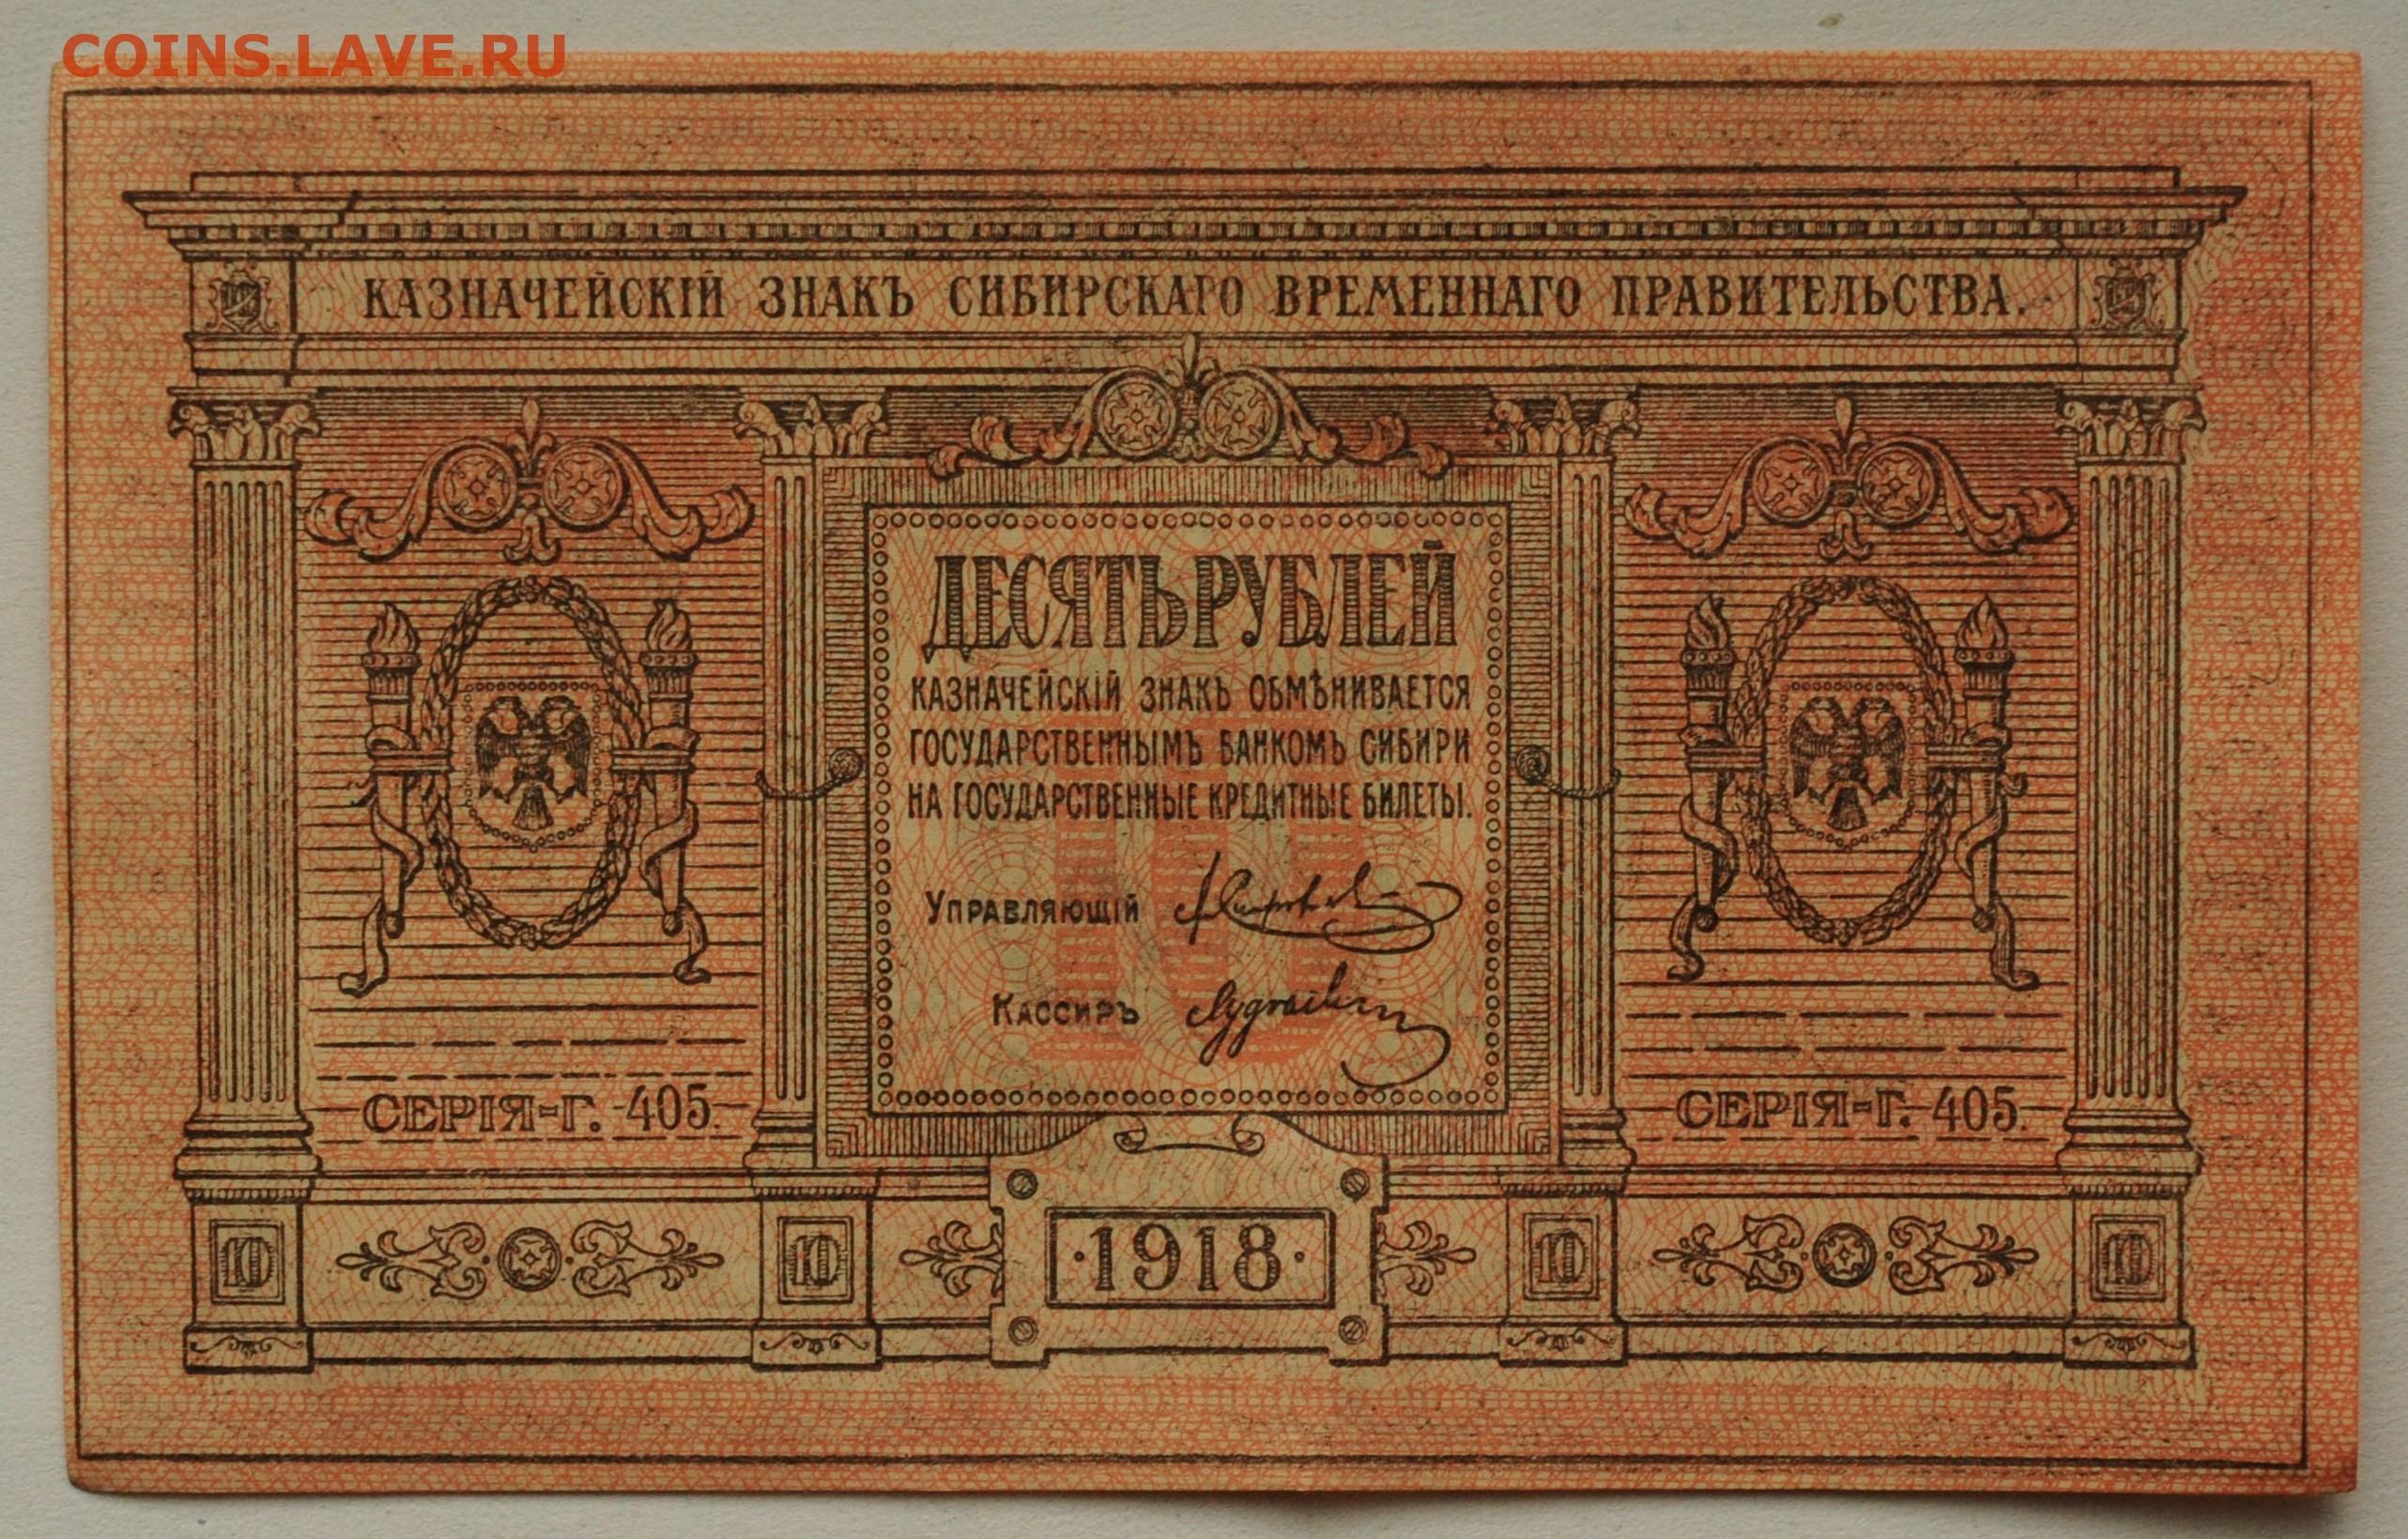 COINS.LAVE.RU
КАЗНАЧЕЙСКІЙ ЗНАКЪ СИБИРСКАГО ВРЕМЕННАГО ПРАВИТЕЛЬСТВА.
ДЕСЯТЬ РУБЛЕЙ
КАЗНАЧЕЙСКІЙ ЗНАКЪ ОБМѢНИВАЕТСЯ
ГОСУДАРСТВЕННЫМЪ БАНКОМЪ СИБИРИ
НА ГОСУДАРСТВЕННЫЕ КРЕДИТНЫЕ БИЛЕТЫ.
УПРАВЛЯЮЩІЙ
КАССИРЪ
СЕРІЯ-Г. 405.
СЕРІЯ-Г. 405.
10
10
·1918·
10
10